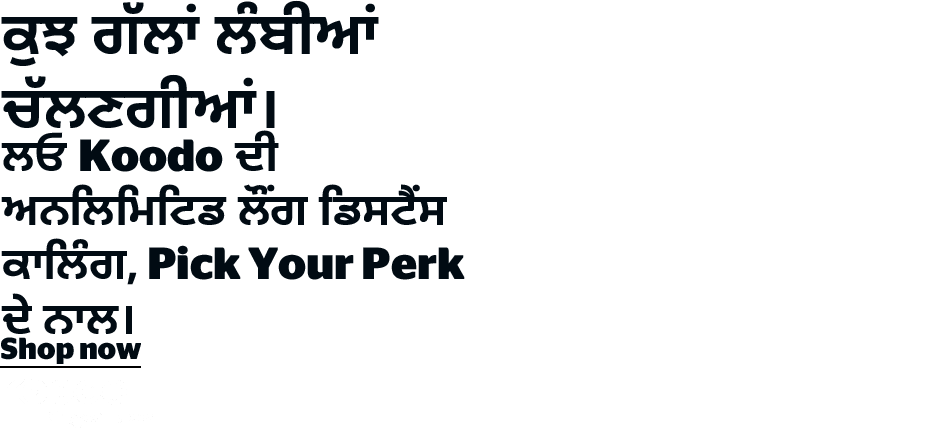 ਕੁਝ ਗੱਲਾਂ ਲੰਬੀਆਂ
ਚੱਲਣਗੀਆਂ।
ਲਓ Koodo ਦੀ
ਅਨਲਿਮਿਟਿਡ ਲੌਂਗ ਡਿਸਟੈਂਸ
ਕਾਲਿੰਗ, Pick Your Perk
ਦੇ ਨਾਲ।
Shop now